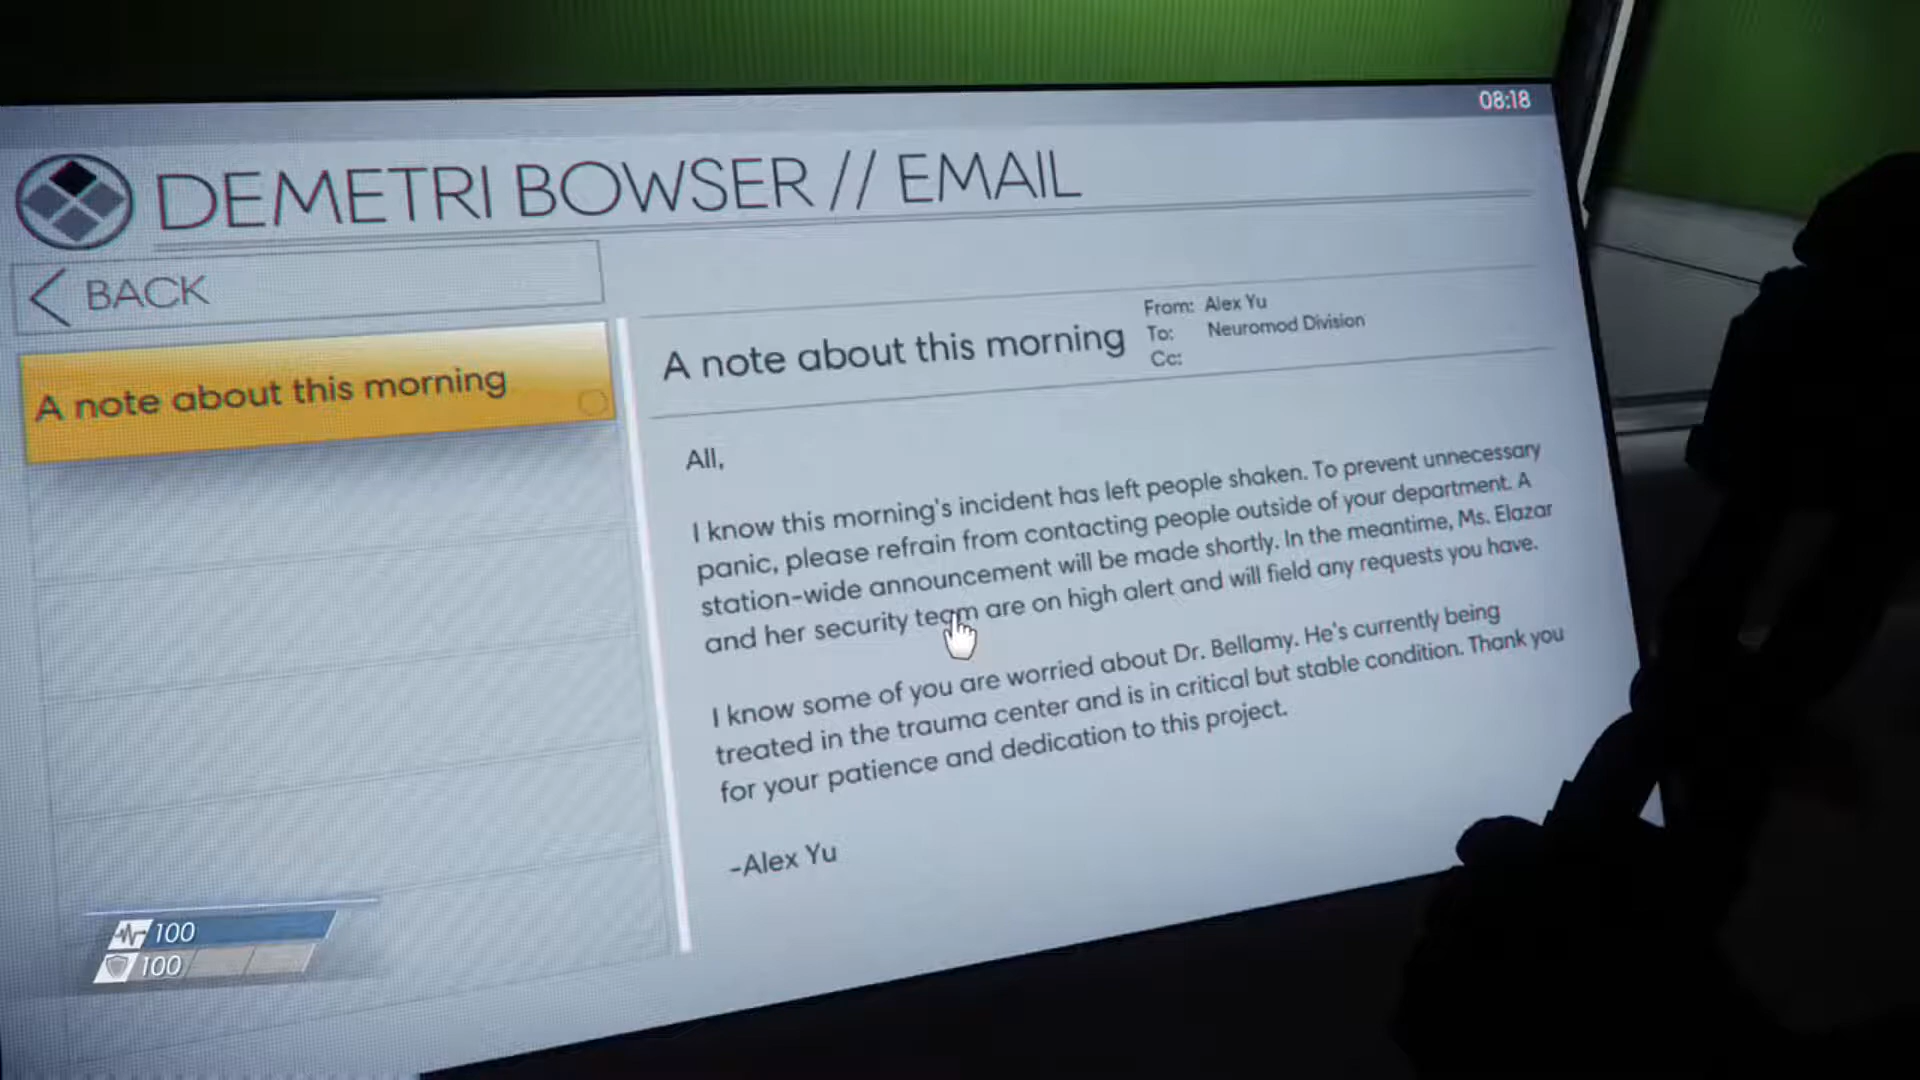 08:18
DEMETRI BOWSER // EMAIL
BACK
A note about this morning
A note about this morning
From: Alex Yu
To: Neuromod Division
Cc:
All,
I know this morning's incident has left people shaken. To prevent unnecessary
panic, please refrain from contacting people outside of your department. A
station-wide announcement will be made shortly. In the meantime, Ms. Elazar
and her security team are on high alert and will field any requests you have.
I know some of you are worried about Dr. Bellamy. He's currently being
treated in the trauma center and is in critical but stable condition. Thank you
for your patience and dedication to this project.
-Alex Yu
100
100